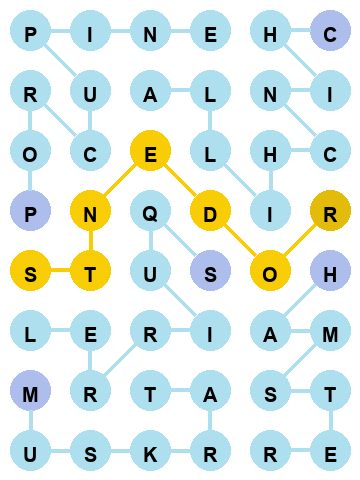 P I N E H C
R U A L N I
O C E L H C
P N Q D I R
S T U S O H
L E R I A M
M R T A S T
U S K R R E